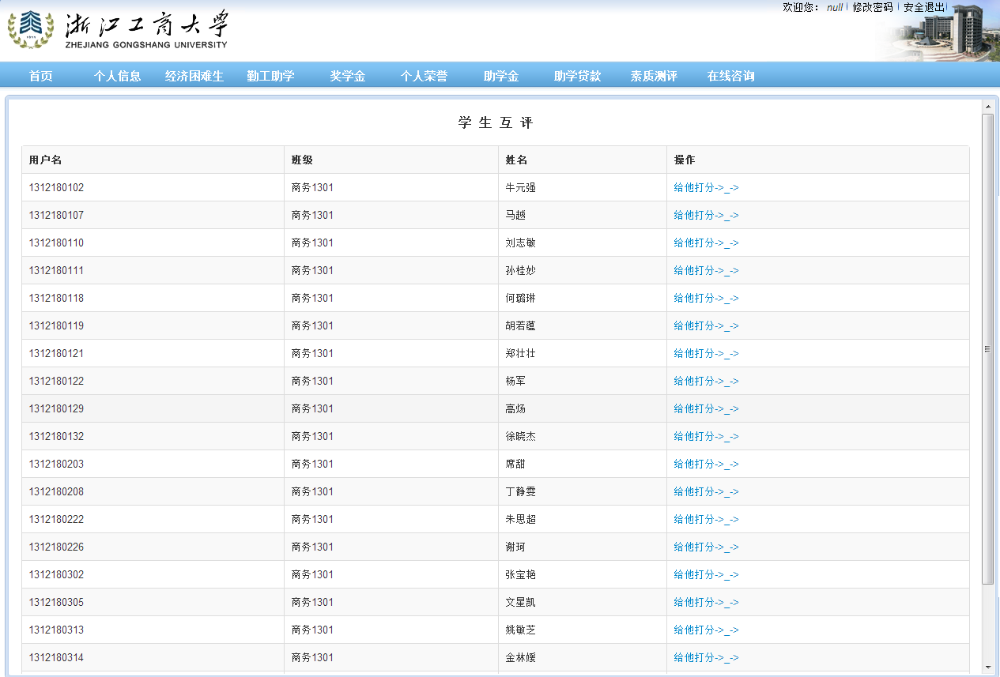 欢迎您： null | 修改密码 | 安全退出|
浙江工商大学
ZHEJIANG GONGSHANG UNIVERSITY
首页 个人信息 经济困难生 勤工助学 奖学金 个人荣誉 助学金 助学贷款 素质测评 在线咨询
学 生 互 评
用户名 班级 姓名 操作
1312180102 商务1301 牛元强 给他打分->_->
1312180107 商务1301 马越 给他打分->_->
1312180110 商务1301 刘志敏 给他打分->_->
1312180111 商务1301 孙桂妙 给他打分->_->
1312180118 商务1301 何璐琳 给他打分->_->
1312180119 商务1301 胡若蕴 给他打分->_->
1312180121 商务1301 郑壮壮 给他打分->_->
1312180122 商务1301 杨军 给他打分->_->
1312180129 商务1301 高炀 给他打分->_->
1312180132 商务1301 徐晓杰 给他打分->_->
1312180203 商务1301 席甜 给他打分->_->
1312180208 商务1301 丁静雯 给他打分->_->
1312180222 商务1301 朱思超 给他打分->_->
1312180226 商务1301 谢珂 给他打分->_->
1312180302 商务1301 张宝艳 给他打分->_->
1312180305 商务1301 文星凯 给他打分->_->
1312180313 商务1301 姚敏芝 给他打分->_->
1312180314 商务1301 金林媛 给他打分->_->